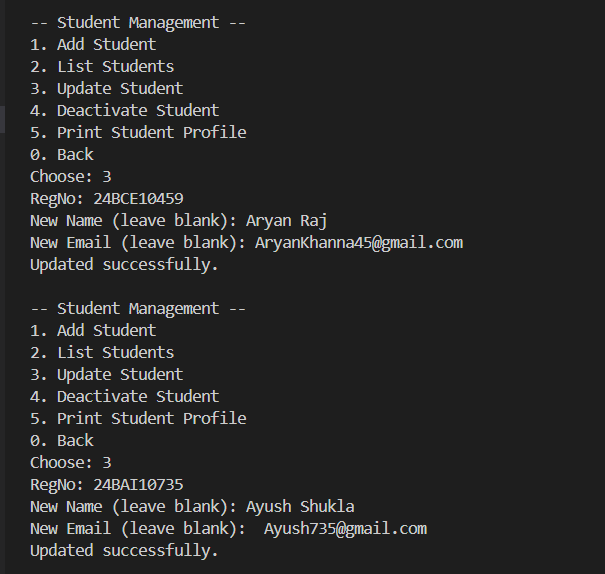 -- Student Management --
1. Add Student
2. List Students
3. Update Student
4. Deactivate Student
5. Print Student Profile
0. Back
Choose: 3
RegNo: 24BCE10459
New Name (leave blank): Aryan Raj
New Email (leave blank): AryanKhanna45@gmail.com
Updated successfully.

-- Student Management --
1. Add Student
2. List Students
3. Update Student
4. Deactivate Student
5. Print Student Profile
0. Back
Choose: 3
RegNo: 24BAI10735
New Name (leave blank): Ayush Shukla
New Email (leave blank):  Ayush735@gmail.com
Updated successfully.